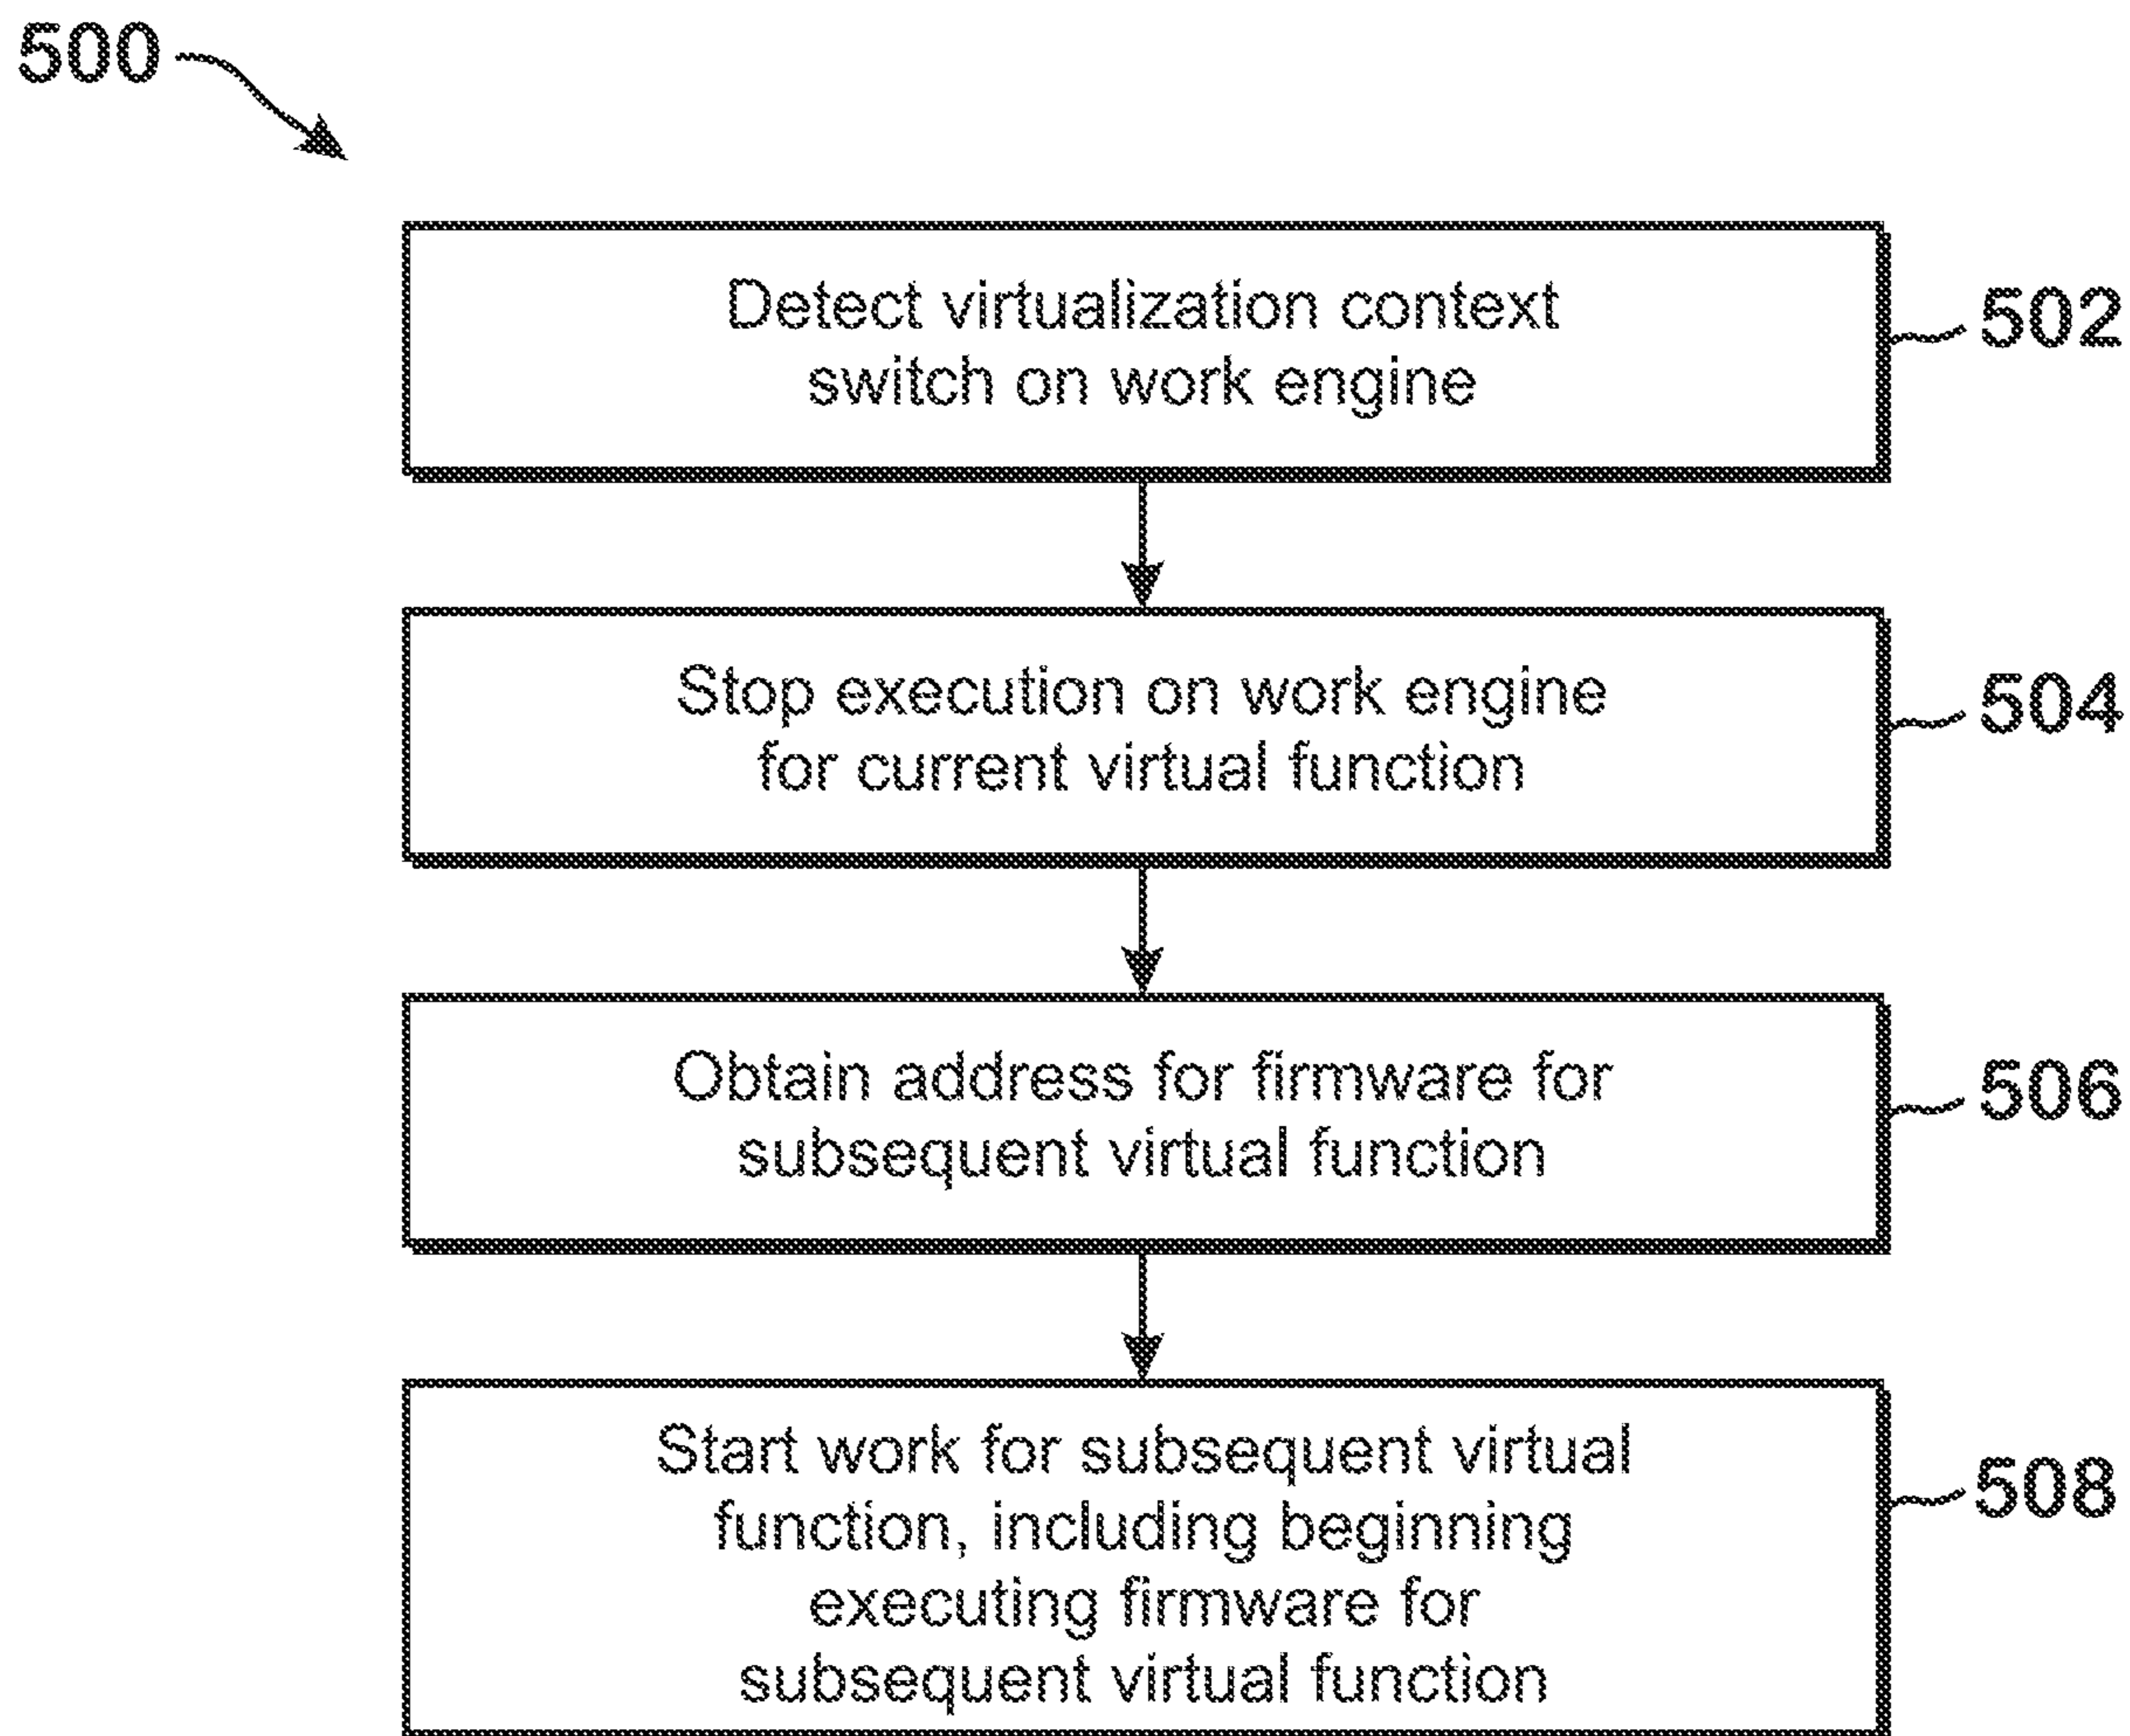 500
Detect virtualization context
switch on work engine
502
Stop execution on work engine
for current virtual function
504
Obtain address for firmware for
subsequent virtual function
506
Start work for subsequent virtual
function, including beginning
executing firmware for
subsequent virtual function
508